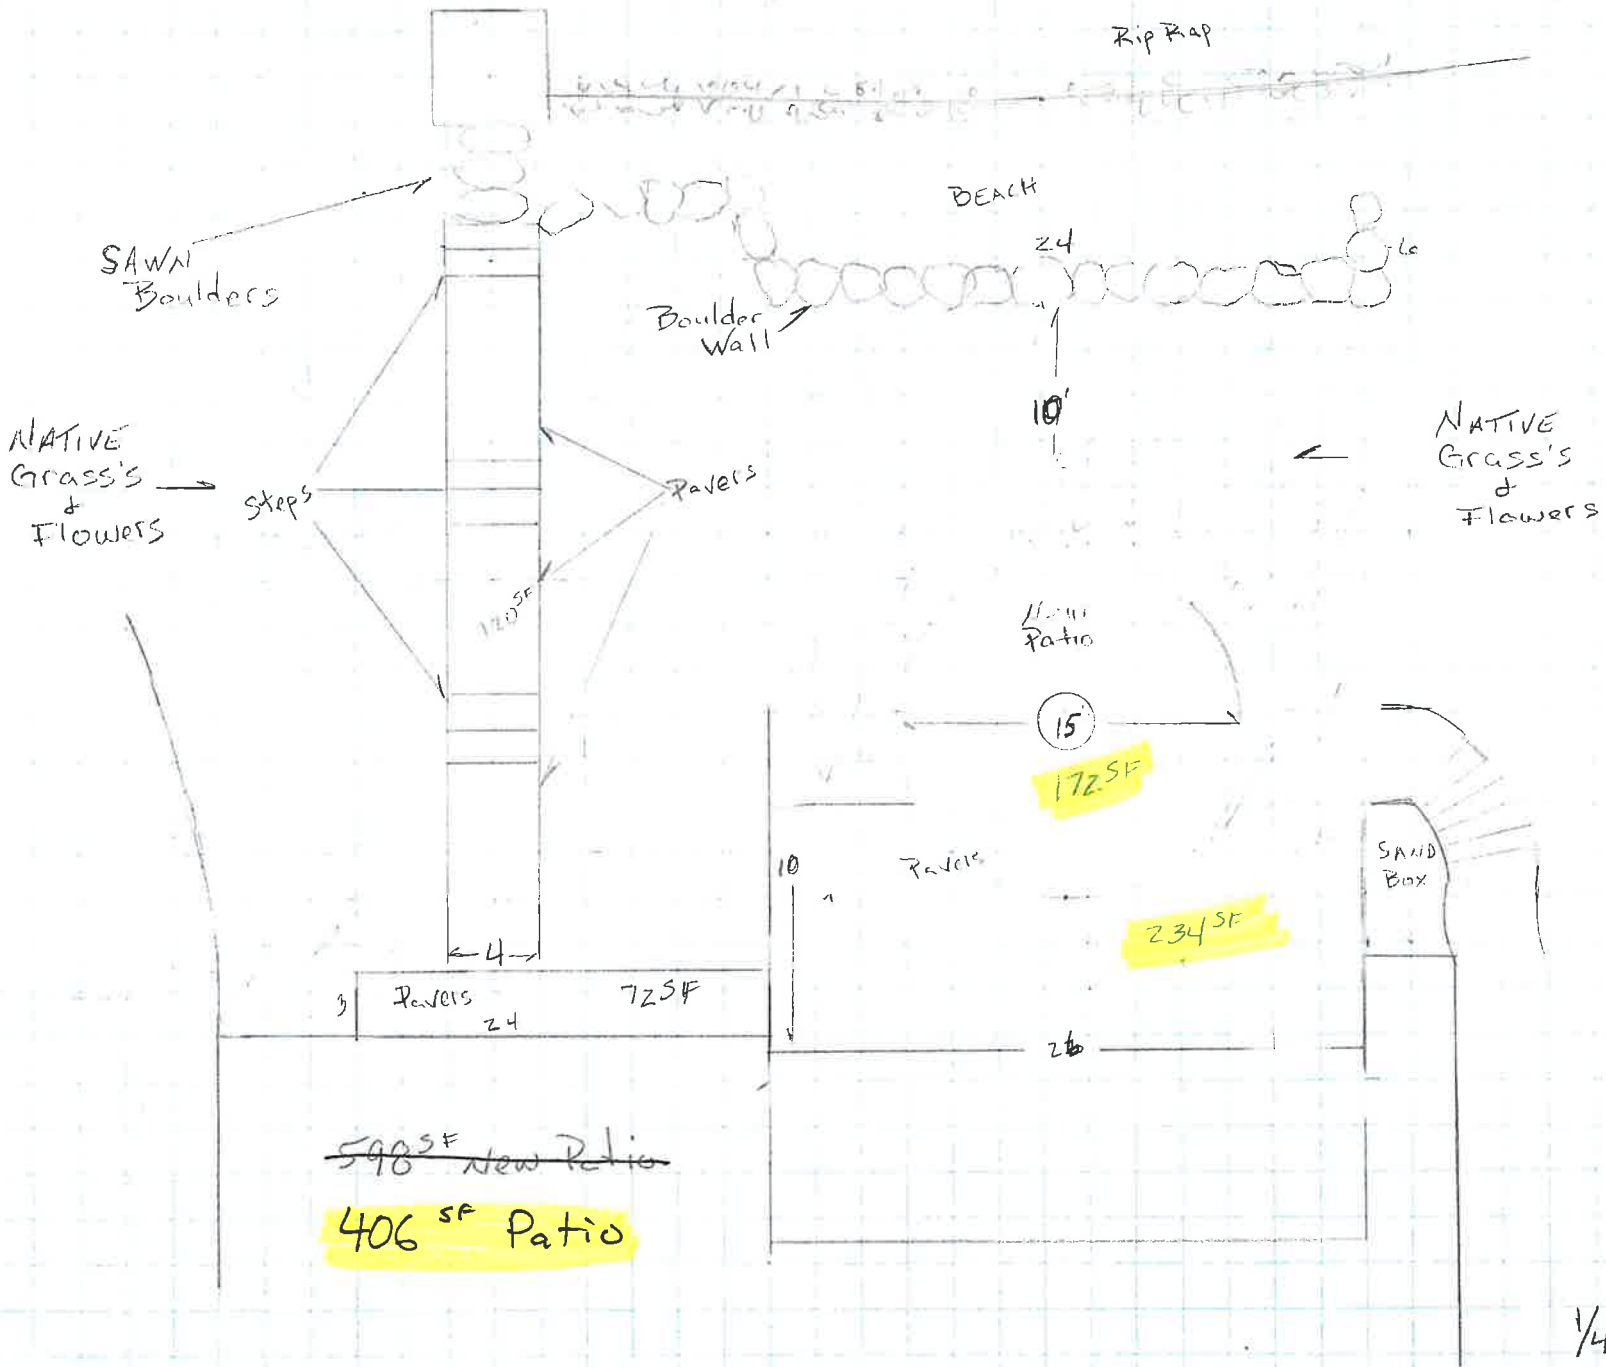 Rip Rap
BEACH
24
6
SAWN
Boulders
Boulder
Wall
10'
NATIVE
Grass's
&
Flowers
Steps
Pavers
NATIVE
Grass's
&
Flowers
120 SF
New
Patio
15'
172 SF
10
Pavers
SAND
Box
234 SF
4
3
Pavers
72 SF
24
26
598 SF New Patio
406 SF Patio
1/4